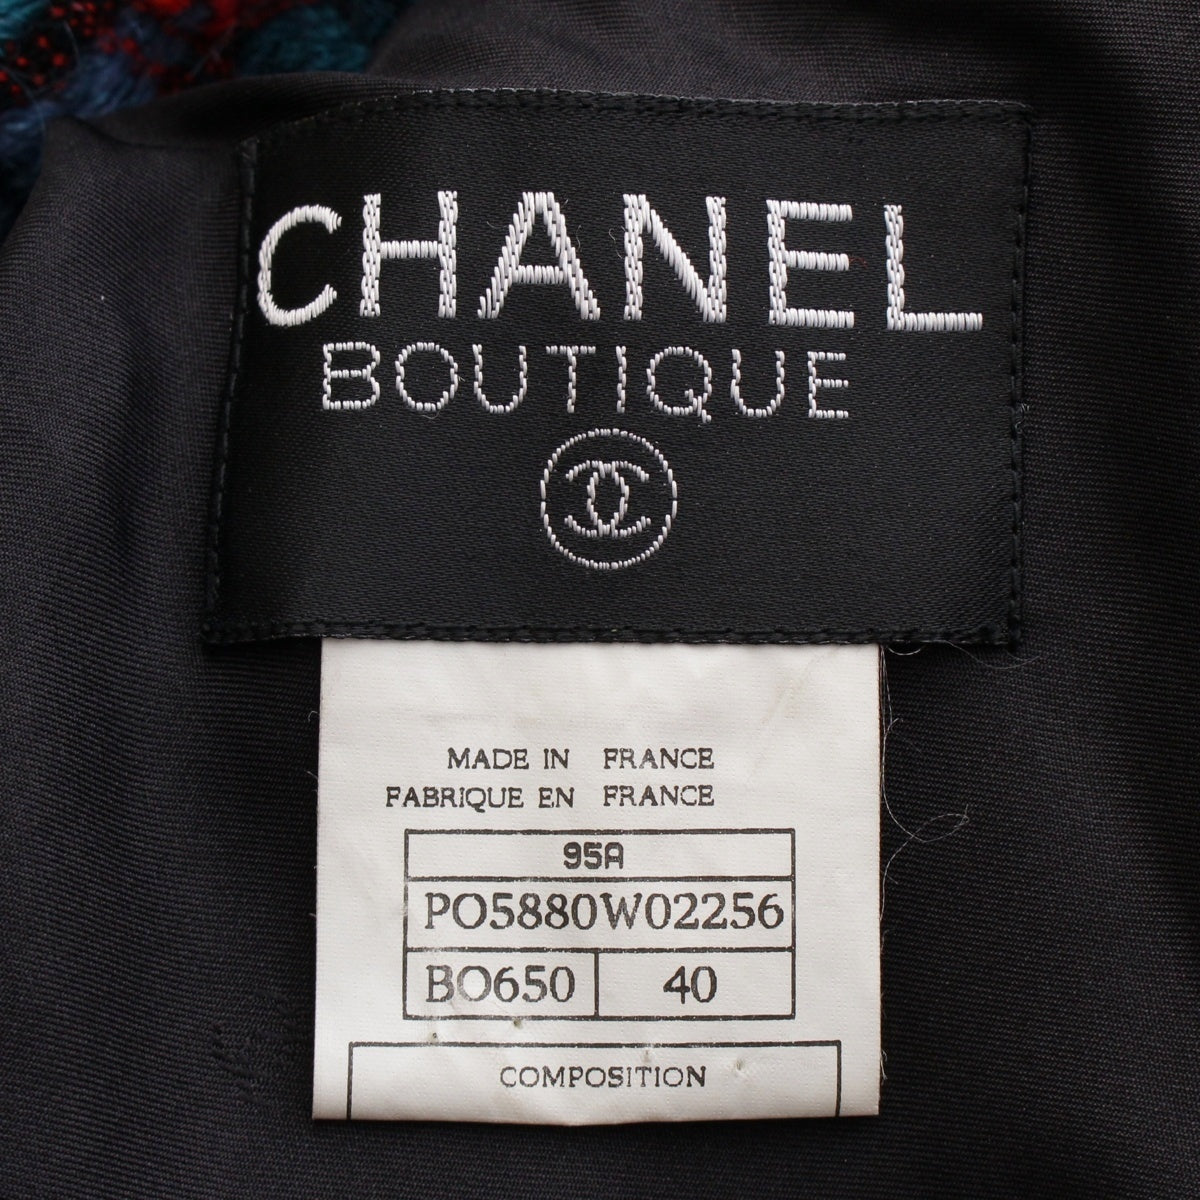 CHANEL
BOUTIQUE
MADE IN FRANCE
FABRIQUE EN FRANCE
95A
PO5880W02256
BO650 40
COMPOSITION